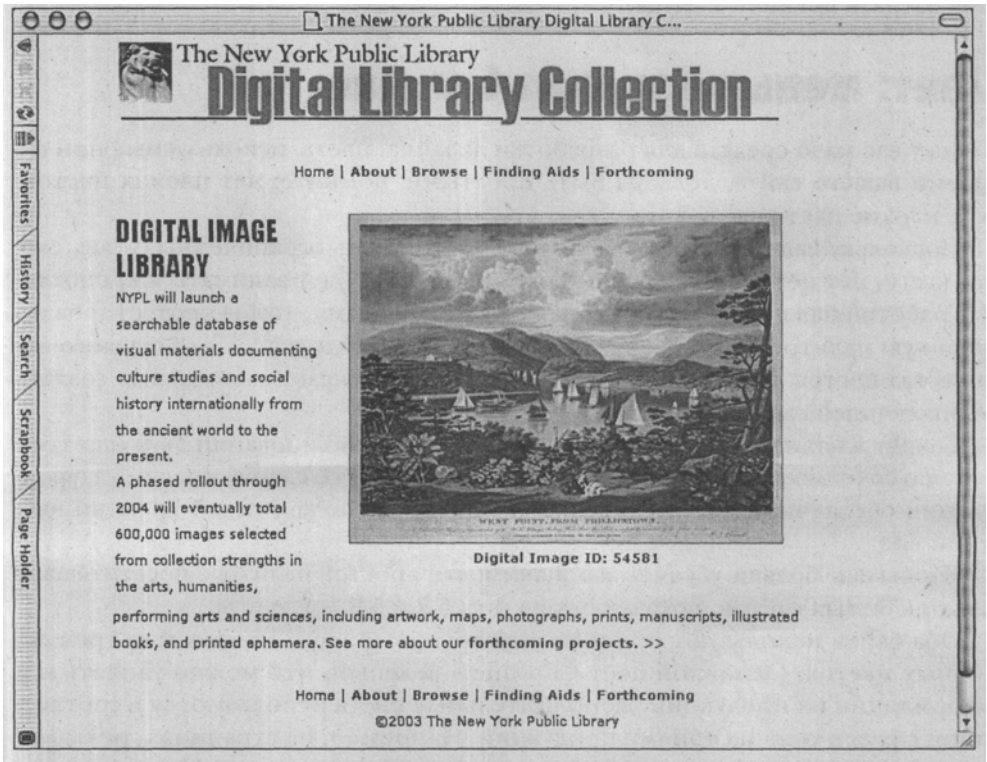 The New York Public Library Digital Library C...
The New York Public Library
Digital Library Collection
Home | About | Browse | Finding Aids | Forthcoming
Favorites
History
Search
Scrapbook
Page Holder
DIGITAL IMAGE
LIBRARY
NYPL will launch a
searchable database of
visual materials documenting
culture studies and social
history internationally from
the ancient world to the
present.
A phased rollout through
2004 will eventually total
600,000 images selected
from collection strengths in
the arts, humanities,
performing arts and sciences, including artwork, maps, photographs, prints, manuscripts, illustrated
books, and printed ephemera. See more about our forthcoming projects. >>
WEST POINT, FROM PHILLIPSTOWN.
Digital Image ID: 54581
Home | About | Browse | Finding Aids | Forthcoming
©2003 The New York Public Library